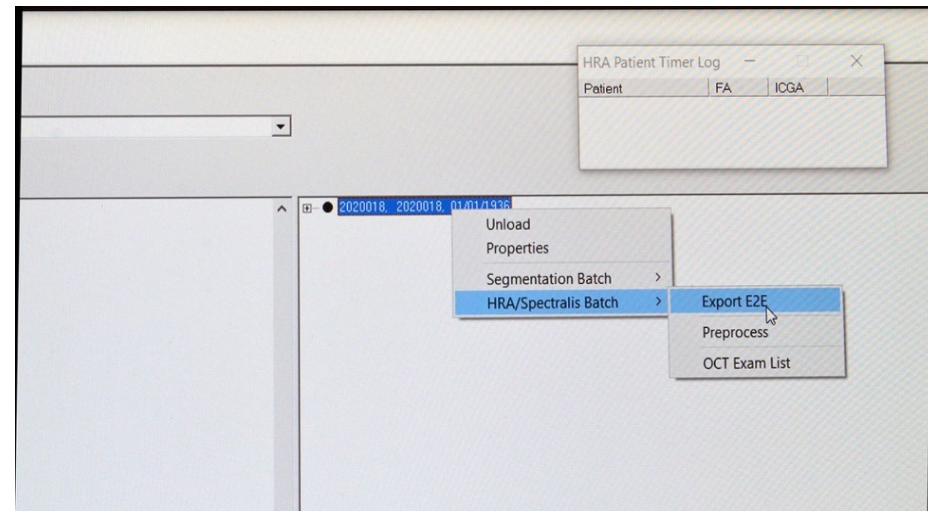 HRA Patient Timer Log
Patient FA ICGA
2020018, 2020018, 01/01/1936
Unload
Properties
Segmentation Batch
HRA/Spectralis Batch
Export E2E
Preprocess
OCT Exam List